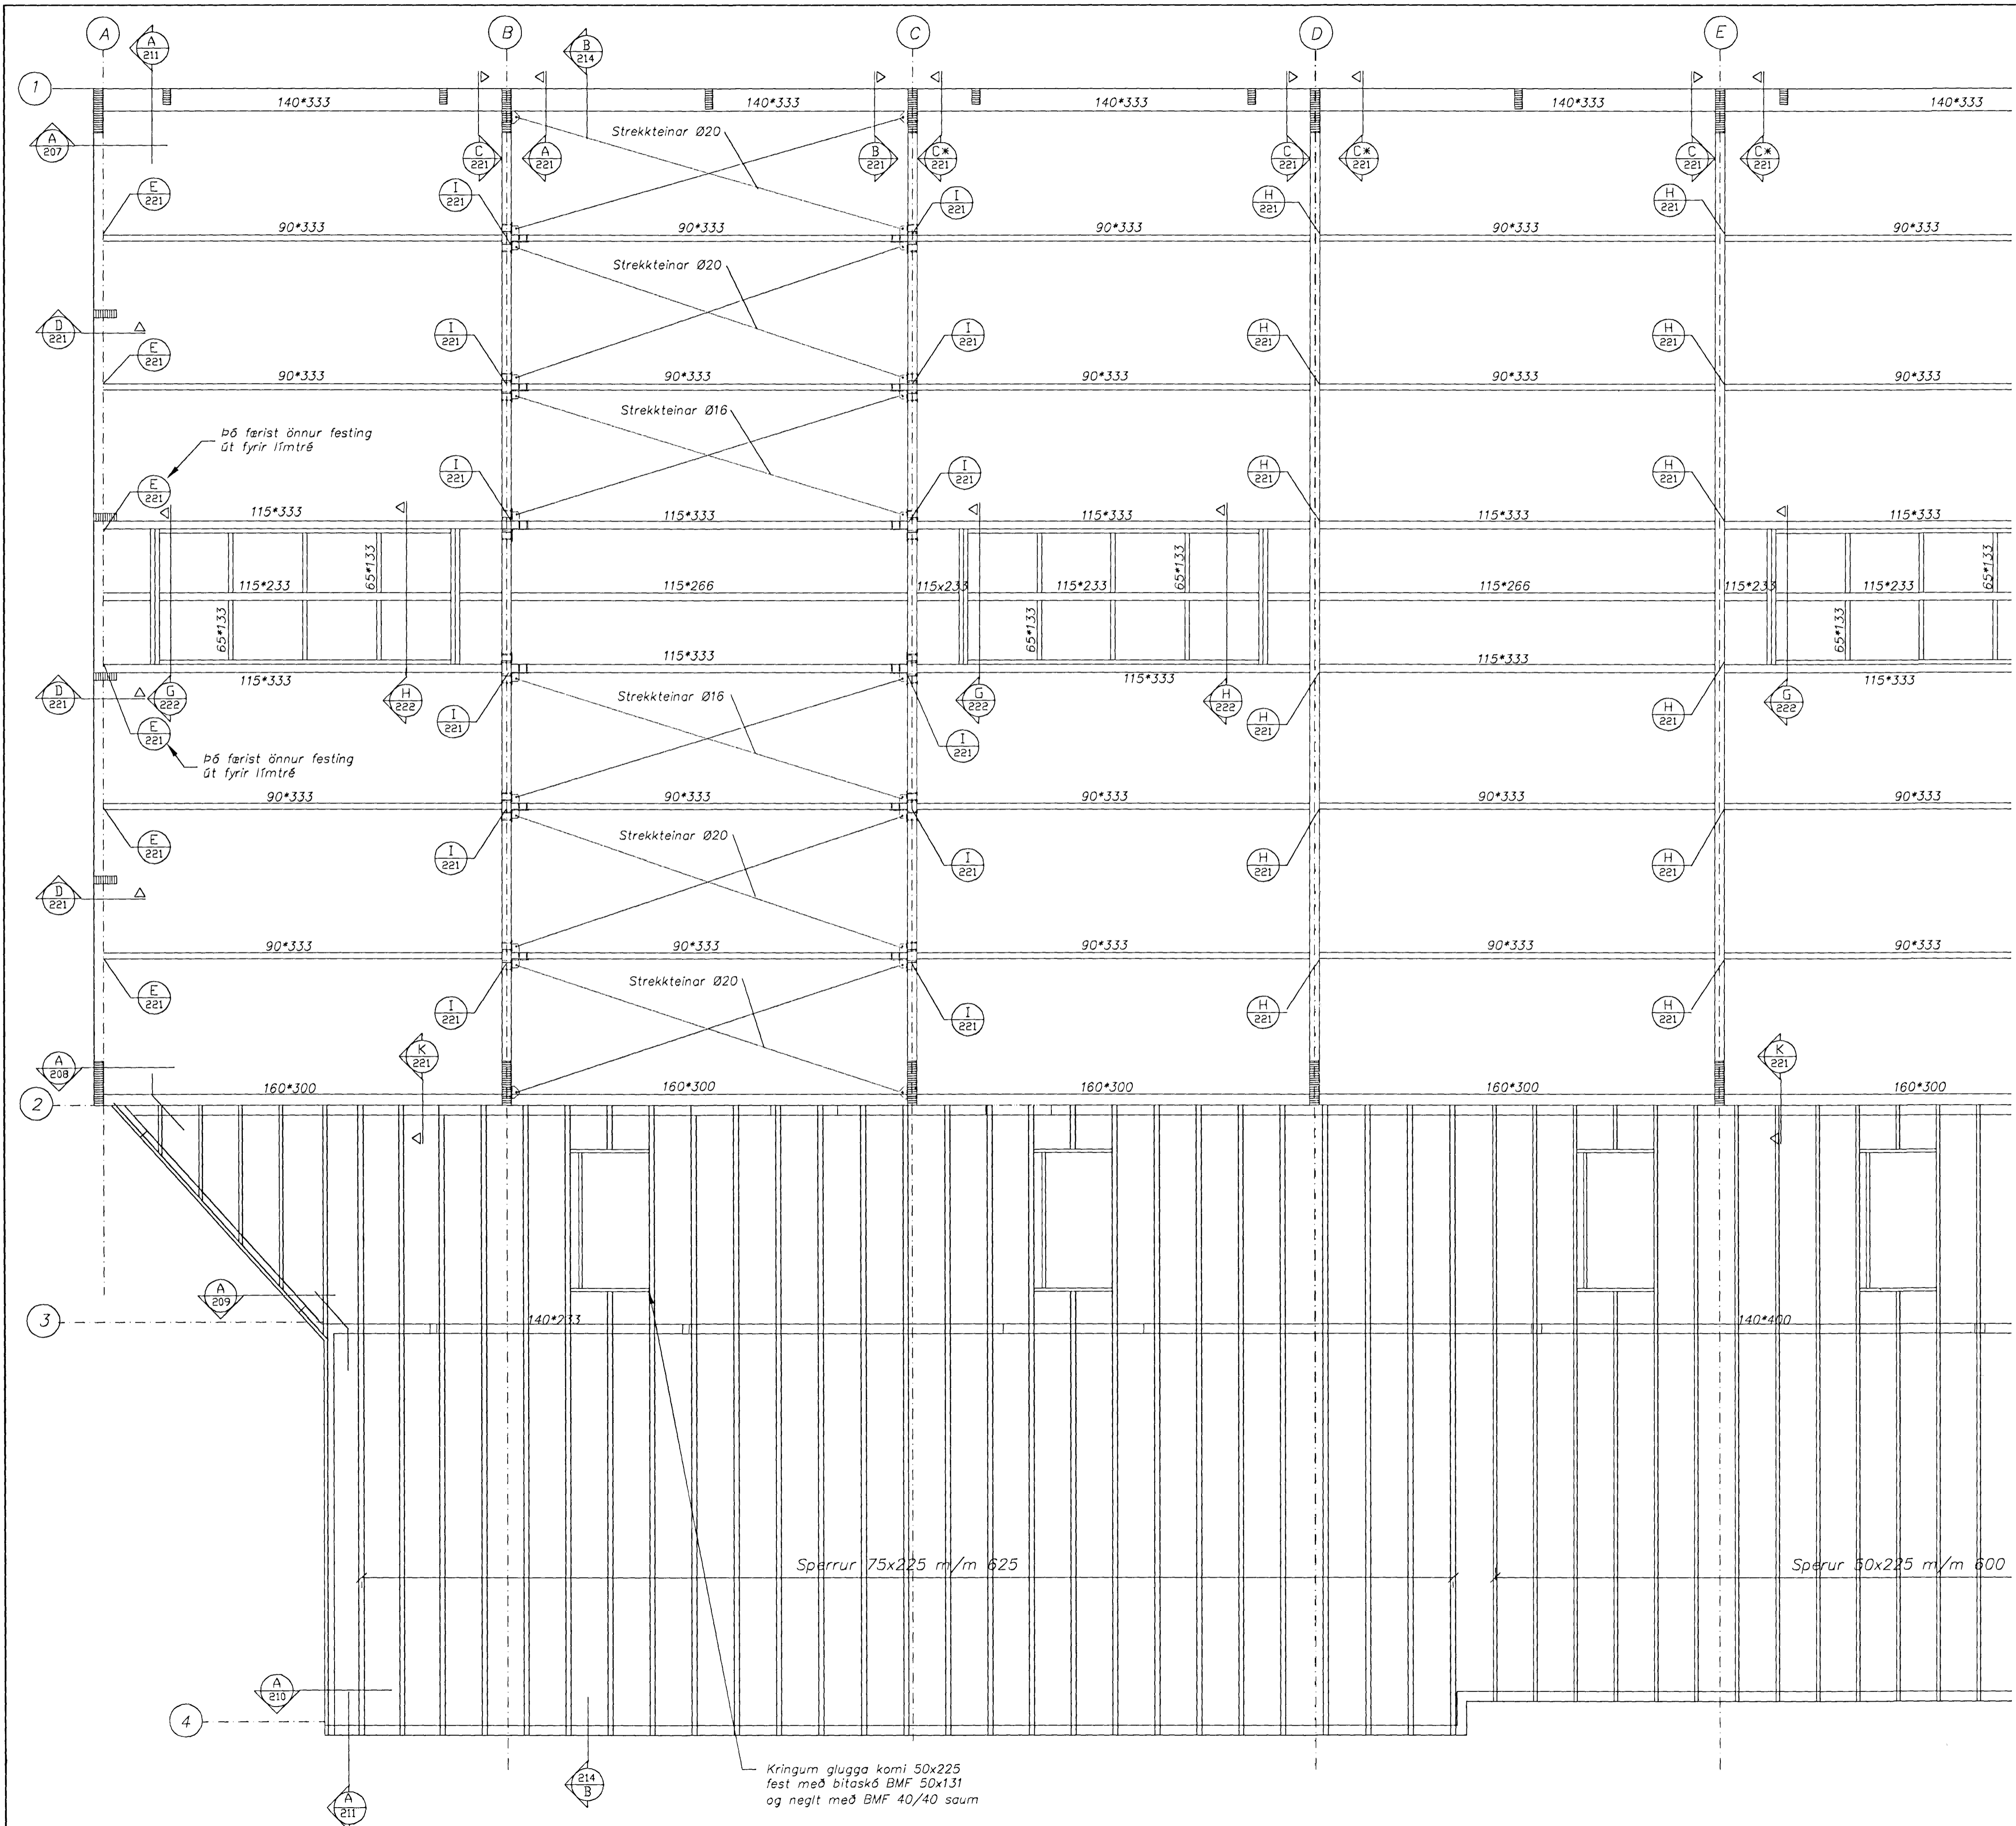 A B C D E
A 211
B 214
1
140*333 140*333 140*333 140*333 140*333
Strekkteinar Ø20
A 207
C 221
A 221
B 221
C* 221
C 221
C* 221
C 221
C* 221
E 221
I 221
I 221
H 221
H 221
90*333 90*333 90*333 90*333 90*333
Strekkteinar Ø20
D 221
E 221
I 221
I 221
H 221
H 221
90*333 90*333 90*333 90*333 90*333
Strekkteinar Ø16
Þó færist önnur festing
út fyrir límtré
E 221
I 221
I 221
H 221
H 221
115*333 115*333 115*333 115*333 115*333
65*133 65*133 65*133
115*233 115*266 115x233 115*233 115*266 115*233 115*233
65*133 65*133 65*133
115*333 115*333
115*333 115*333 115*333
D 221
G 222
H 222
I 221
Strekkteinar Ø16
G 222
H 222
H 221
H 221
G 222
E 221
I 221
Þó færist önnur festing
út fyrir límtré
90*333 90*333 90*333 90*333 90*333
E 221
I 221
Strekkteinar Ø20
I 221
H 221
H 221
D 221
90*333 90*333 90*333 90*333 90*333
Strekkteinar Ø20
E 221
I 221
I 221
H 221
H 221
K 221
K 221
A 208
160*300 160*300 160*300 160*300 160*300
2
A 209
3
140*233 140*400
Sperrur 75x225 m/m 625
Sperur 50x225 m/m 600
A 210
4
214 B
A 211
Kringum glugga komi 50x225
fest með bitaskó BMF 50x131
og neglt með BMF 40/40 saum